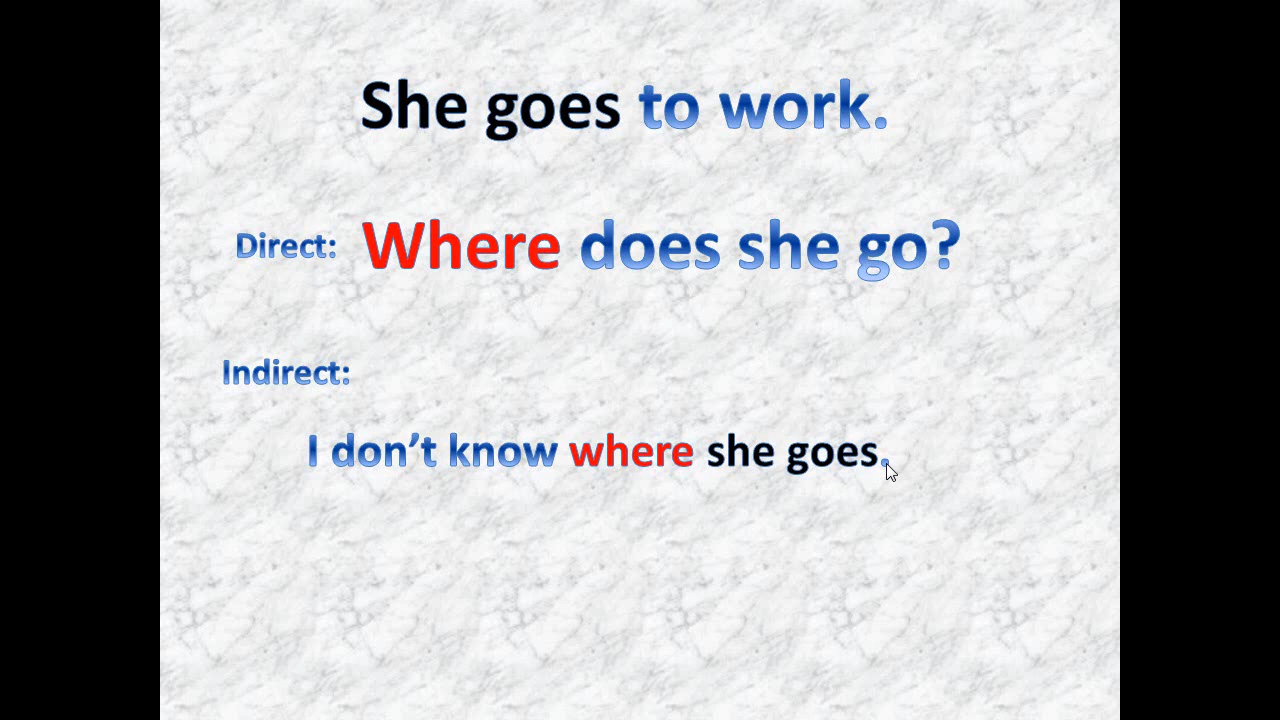 She goes to work.
Direct: Where does she go?
Indirect:
I don’t know where she goes.